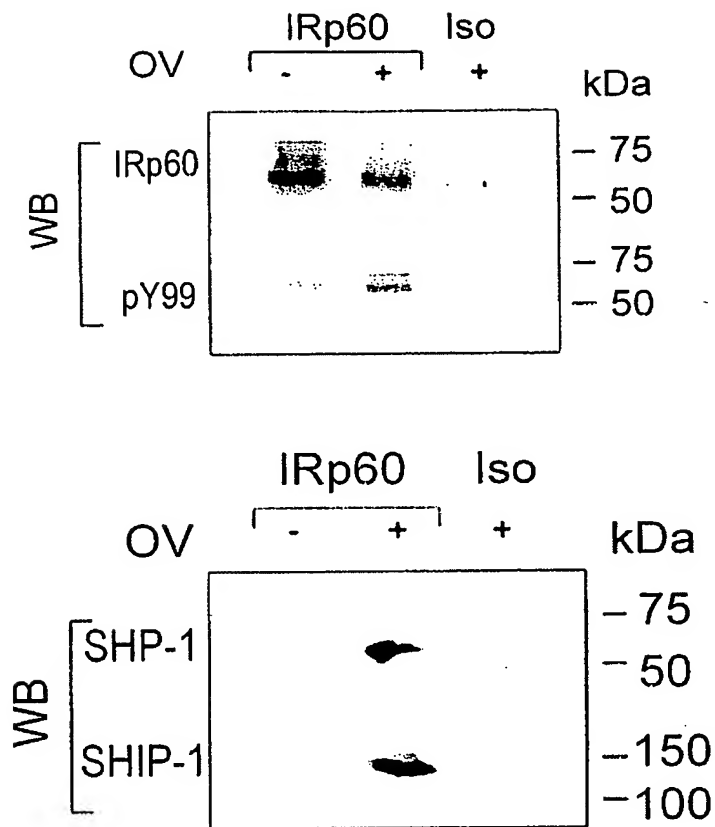 IRp60 Iso
OV - + + kDa
WB
IRp60
pY99
– 75
– 50
– 75
– 50
IRp60 Iso
OV - + + kDa
WB
SHP-1
SHIP-1
– 75
– 50
– 150
– 100